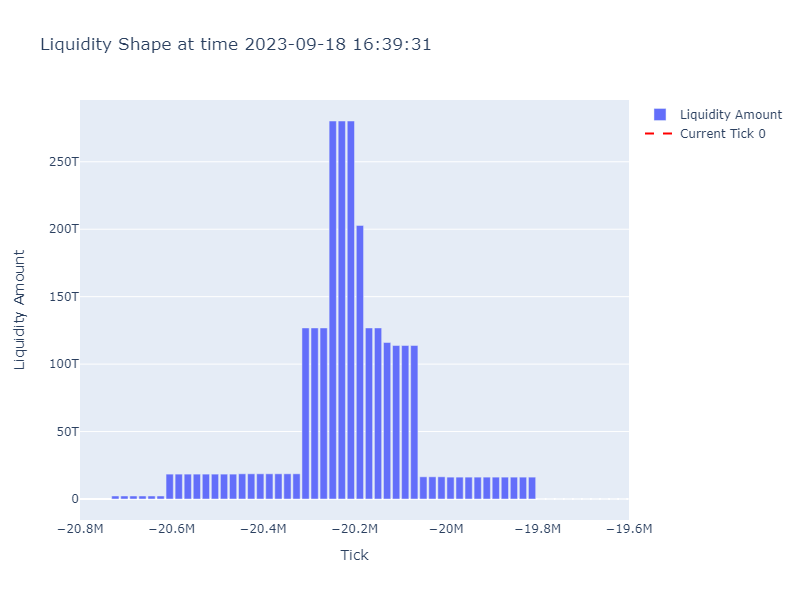 Liquidity Shape at time 2023-09-18 16:39:31
Liquidity Amount
Current Tick 0
Liquidity Amount
250T
200T
150T
100T
50T
0
−20.8M
−20.6M
−20.4M
−20.2M
−20M
−19.8M
−19.6M
Tick